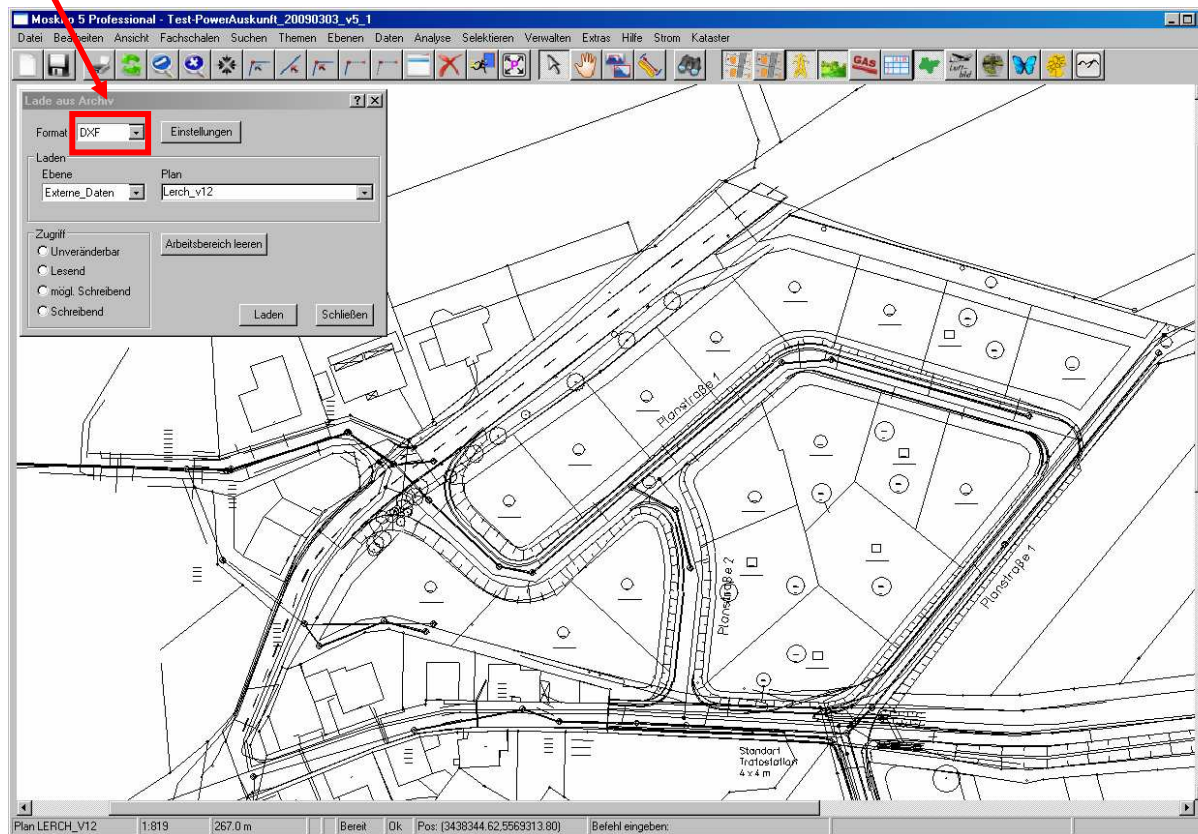 Moskito 5 Professional - Test-PowerAuskunft_20090303_v5_1
Datei Bearbeiten Ansicht Fachschalen Suchen Themen Ebenen Daten Analyse Selektieren Verwalten Extras Hilfe Strom Kataster
GAS
Lade aus Archiv
Format DXF Einstellungen
Laden
Ebene Plan
Externe_Daten Lerch_v12
Zugriff
Unveränderbar Arbeitsbereich leeren
Lesend
mögl. Schreibend
Schreibend Laden Schließen
Planstraße 1
Planstraße 2
Planstraße 1
Standart
4 x 4 m
Plan LERCH_V12 1:819 267.0 m Bereit Ok Pos: (3438344.62,5569313.80) Befehl eingeben: